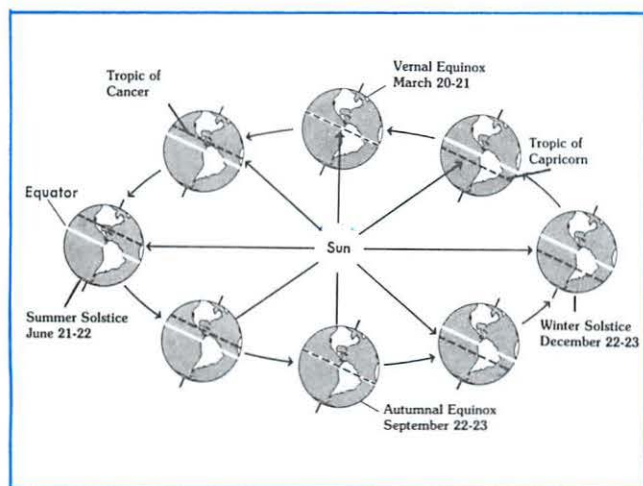 Vernal Equinox
March 20-21
Tropic of
Cancer
Tropic of
Capricorn
Equator
Sun
Summer Solstice
June 21-22
Winter Solstice
December 22-23
Autumnal Equinox
September 22-23